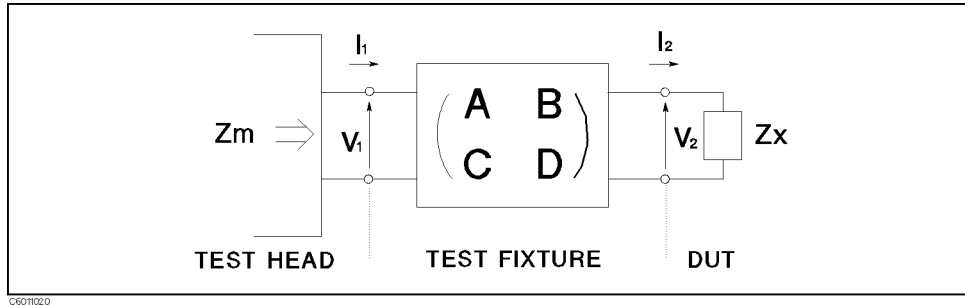 I1 I2
A B
Zm V1 V2 Zx
C D
TEST HEAD TEST FIXTURE DUT
C6011020